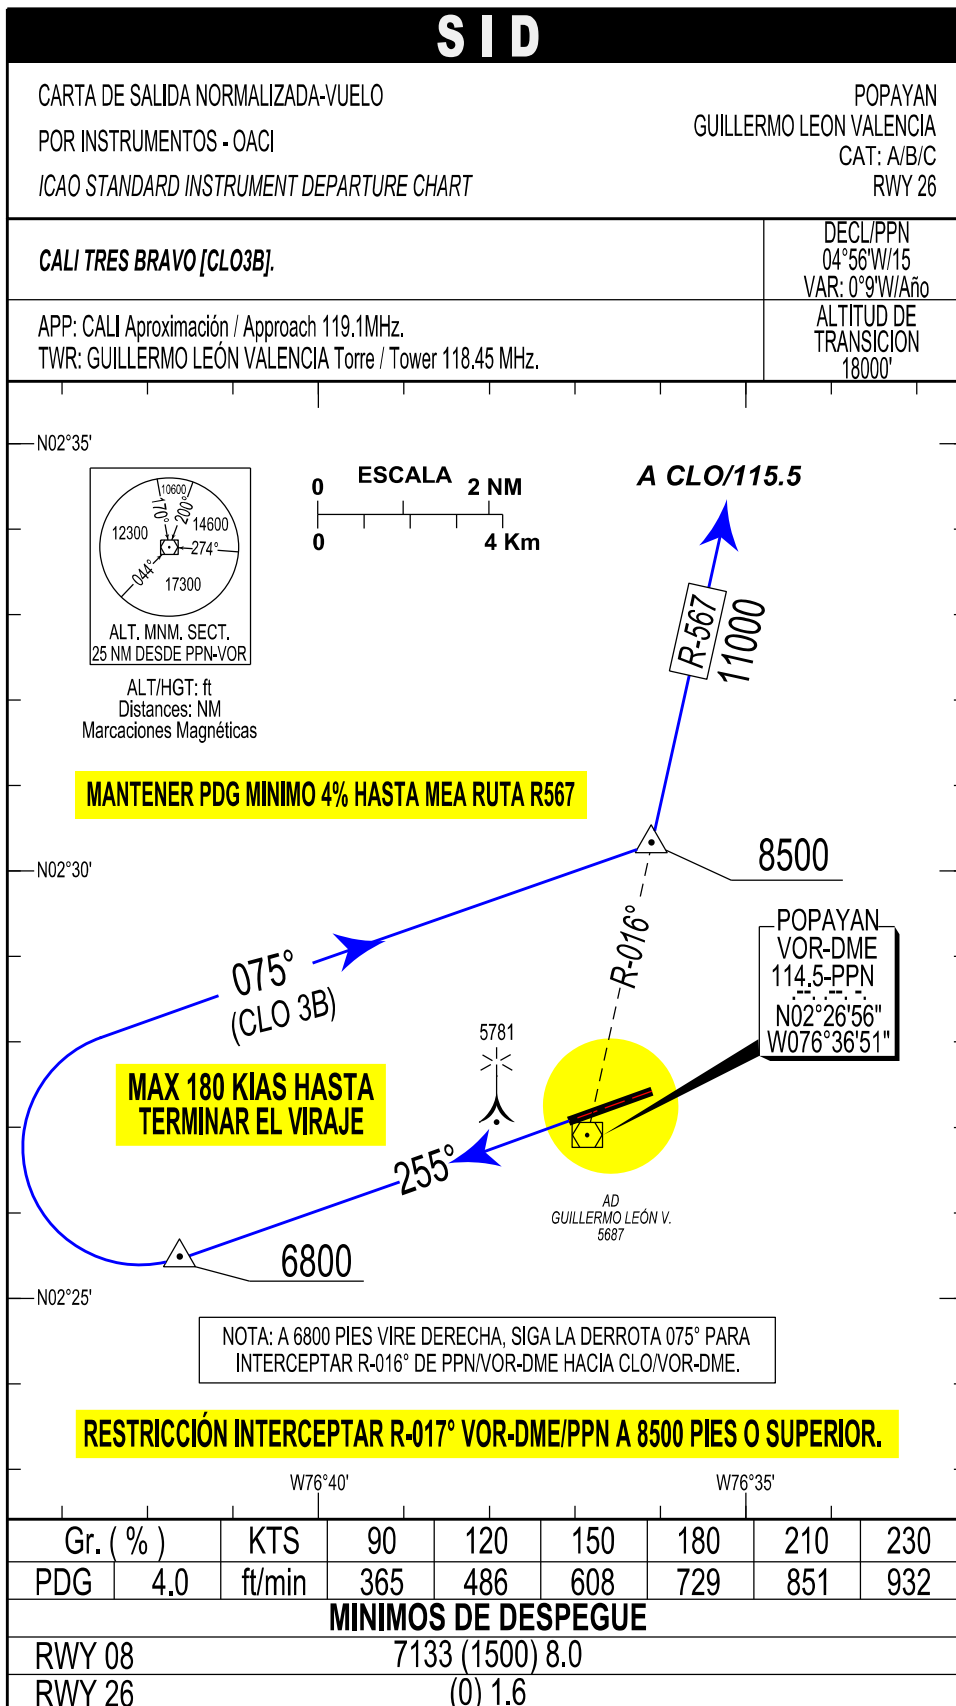 SID
CARTA DE SALIDA NORMALIZADA-VUELO
POR INSTRUMENTOS - OACI
ICAO STANDARD INSTRUMENT DEPARTURE CHART
POPAYAN
GUILLERMO LEON VALENCIA
CAT: A/B/C
RWY 26
CALI TRES BRAVO [CLO3B].
DECL/PPN
04°56'W/15
VAR: 0°9'W/Año
APP: CALI Aproximación / Approach 119.1MHz.
TWR: GUILLERMO LEÓN VALENCIA Torre / Tower 118.45 MHz.
ALTITUD DE
TRANSICION
18000'
N02°35'
10600
170°
200°
12300
14600
274°
044°
17300
ALT. MNM. SECT.
25 NM DESDE PPN-VOR
ALT/HGT: ft
Distances: NM
Marcaciones Magnéticas
0 ESCALA 2 NM
0 4 Km
A CLO/115.5
R-567
11000
MANTENER PDG MINIMO 4% HASTA MEA RUTA R567
8500
N02°30'
R-016°
POPAYAN
VOR-DME
114.5-PPN
.--. .--. -.
N02°26'56"
W076°36'51"
075°
(CLO 3B)
5781
MAX 180 KIAS HASTA
TERMINAR EL VIRAJE
255°
AD
GUILLERMO LEÓN V.
5687
6800
N02°25'
NOTA: A 6800 PIES VIRE DERECHA, SIGA LA DERROTA 075° PARA
INTERCEPTAR R-016° DE PPN/VOR-DME HACIA CLO/VOR-DME.
RESTRICCIÓN INTERCEPTAR R-017° VOR-DME/PPN A 8500 PIES O SUPERIOR.
W76°40' W76°35'
Gr. ( % ) KTS 90 120 150 180 210 230
PDG 4.0 ft/min 365 486 608 729 851 932
MINIMOS DE DESPEGUE
RWY 08 7133 (1500) 8.0
RWY 26 (0) 1.6